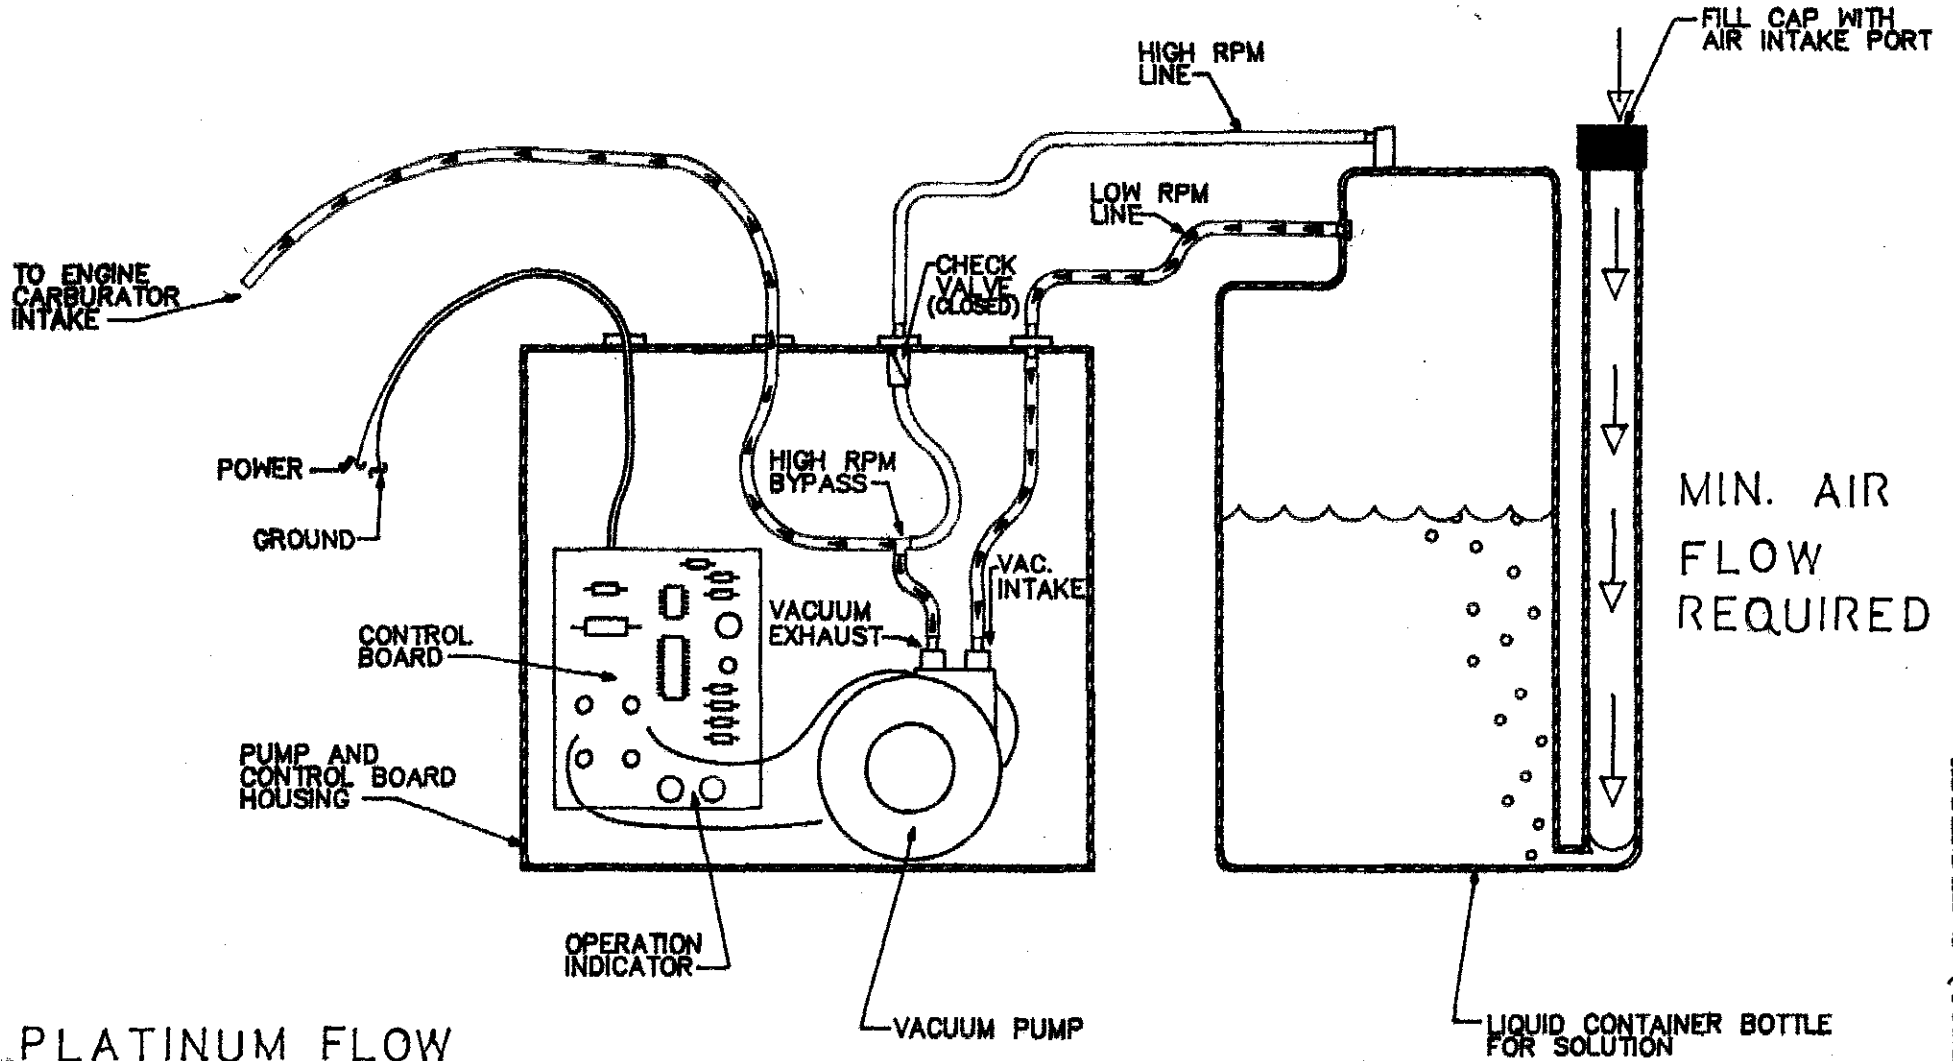 FILL CAP WITH
AIR INTAKE PORT
HIGH RPM
LINE
LOW RPM
LINE
TO ENGINE
CARBURATOR
INTAKE
CHECK
VALVE
(CLOSED)
POWER
GROUND
HIGH RPM
BYPASS
MIN. AIR
FLOW
REQUIRED
VAC.
INTAKE
VACUUM
EXHAUST
CONTROL
BOARD
PUMP AND
CONTROL BOARD
HOUSING
OPERATION
INDICATOR
VACUUM PUMP
LIQUID CONTAINER BOTTLE
FOR SOLUTION
PLATINUM FLOW